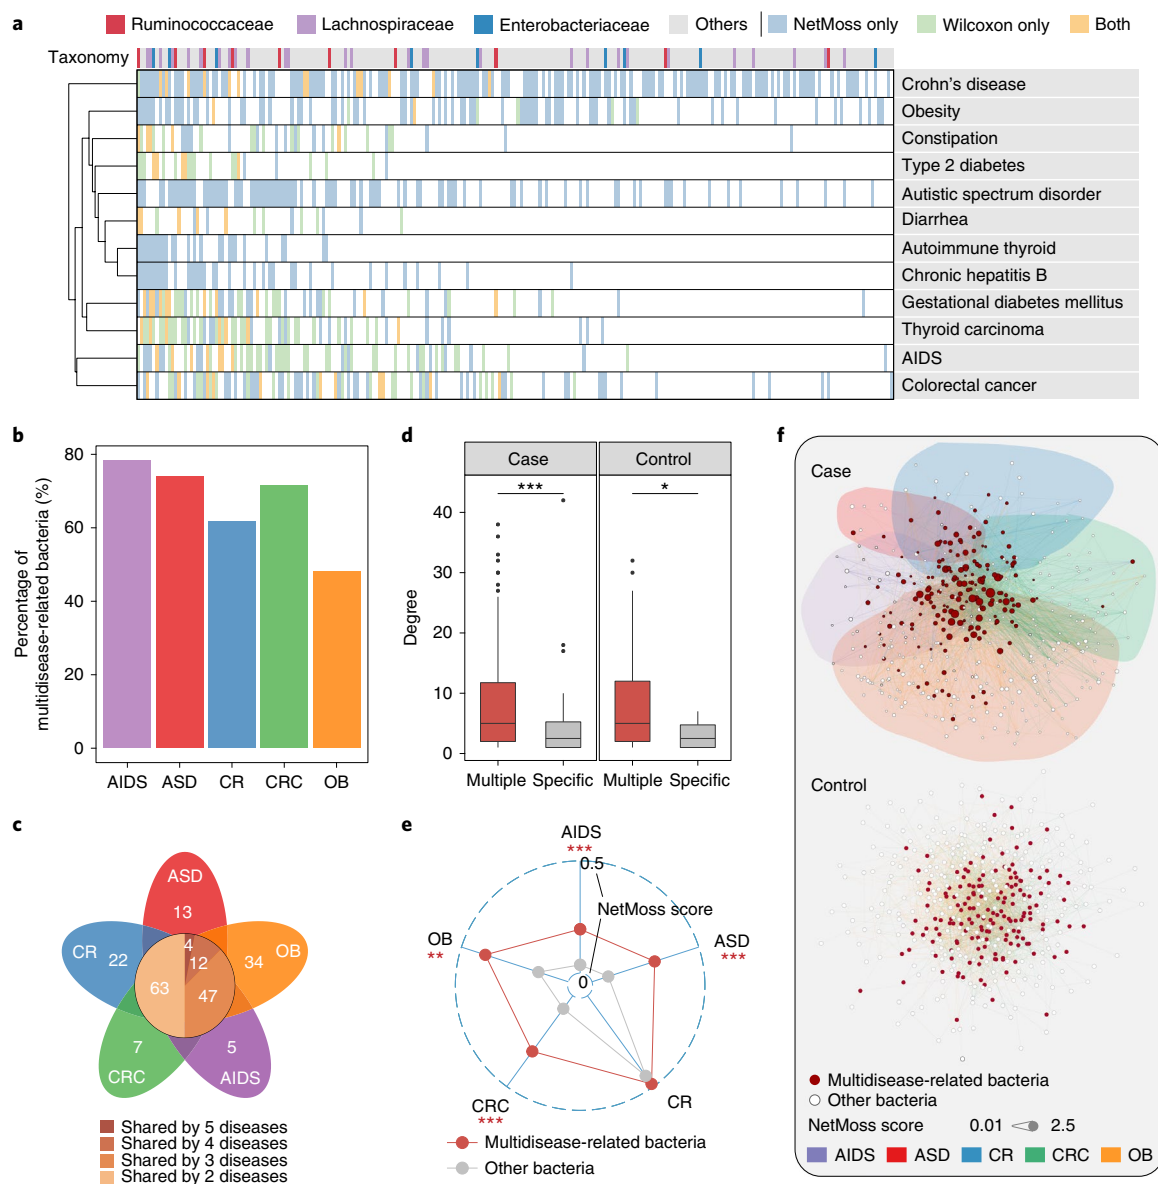 a
Ruminococcaceae Lachnospiraceae Enterobacteriaceae Others NetMoss only Wilcoxon only Both
Taxonomy
Crohn's disease
Obesity
Constipation
Type 2 diabetes
Autistic spectrum disorder
Diarrhea
Autoimmune thyroid
Chronic hepatitis B
Gestational diabetes mellitus
Thyroid carcinoma
AIDS
Colorectal cancer
b
Percentage of
multidisease-related bacteria (%)
80
60
40
20
0
AIDS ASD CR CRC OB
c
ASD
13
CR 22
4
12
34 OB
63
47
7
CRC
5
AIDS
Shared by 5 diseases
Shared by 4 diseases
Shared by 3 diseases
Shared by 2 diseases
d
Case Control
*** *
Degree
40
30
20
10
0
Multiple Specific Multiple Specific
e
AIDS
***
0.5
NetMoss score
OB
**
ASD
***
0
CRC
***
CR
Multidisease-related bacteria
Other bacteria
f
Case
Control
Multidisease-related bacteria
Other bacteria
NetMoss score 0.01 2.5
AIDS ASD CR CRC OB